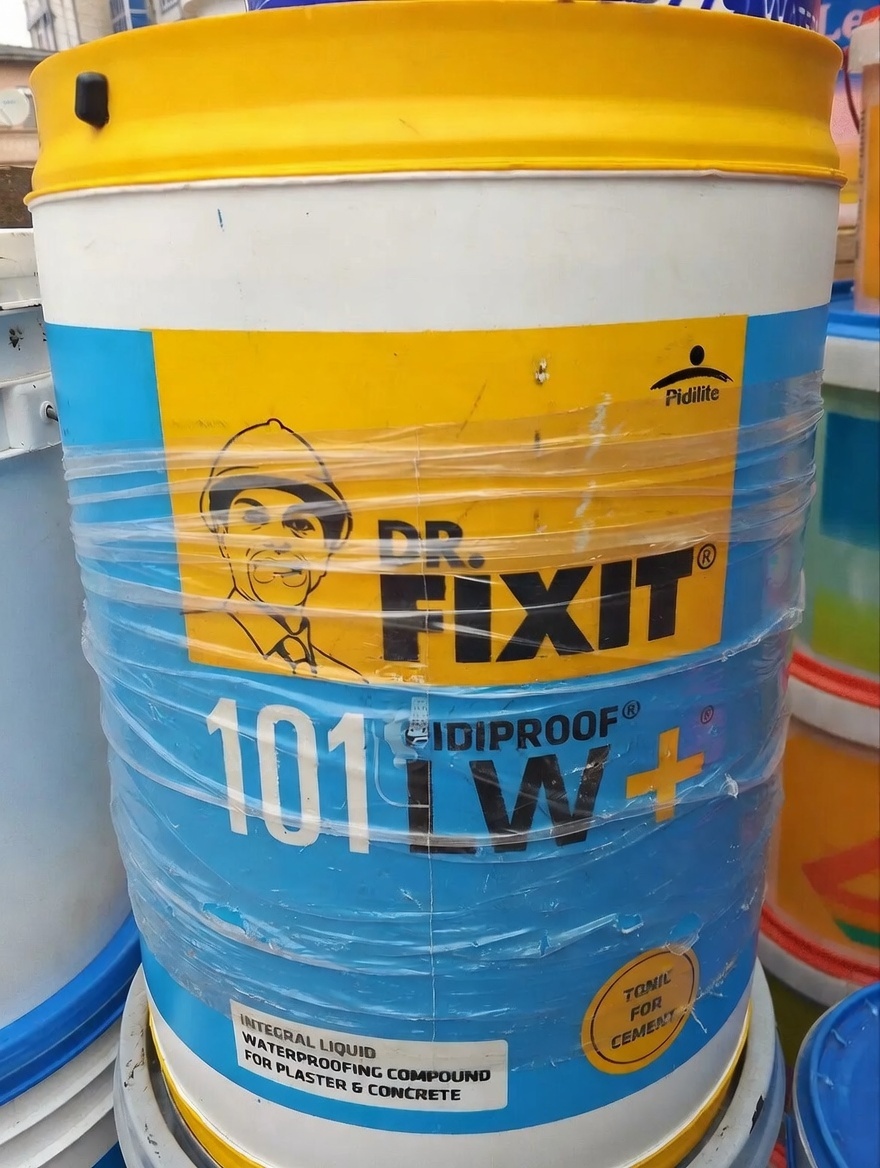 Pidilite
DR.
FIXIT®
101 IDIPROOF®
LW+®
TONIC
FOR
CEMENT
INTEGRAL LIQUID
WATERPROOFING COMPOUND
FOR PLASTER & CONCRETE